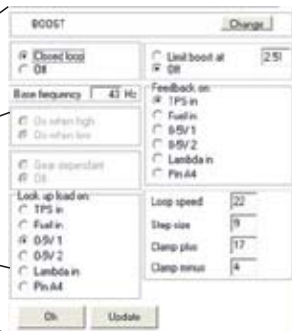 BOOST
Change
Closed loop
Off
Limit boost at 2.51
Off
Base frequency 43 Hz
On when high
On when low
Gear dependant
Off
Look up load on:
TPS in
Fuel in
0-5V 1
0-5V 2
Lambda in
Pin A4
Feedback on:
TPS in
Fuel in
0-5V 1
0-5V 2
Lambda in
Pin A4
Loop speed 22
Step size 9
Clamp plus 17
Clamp minus 4
Ok
Update